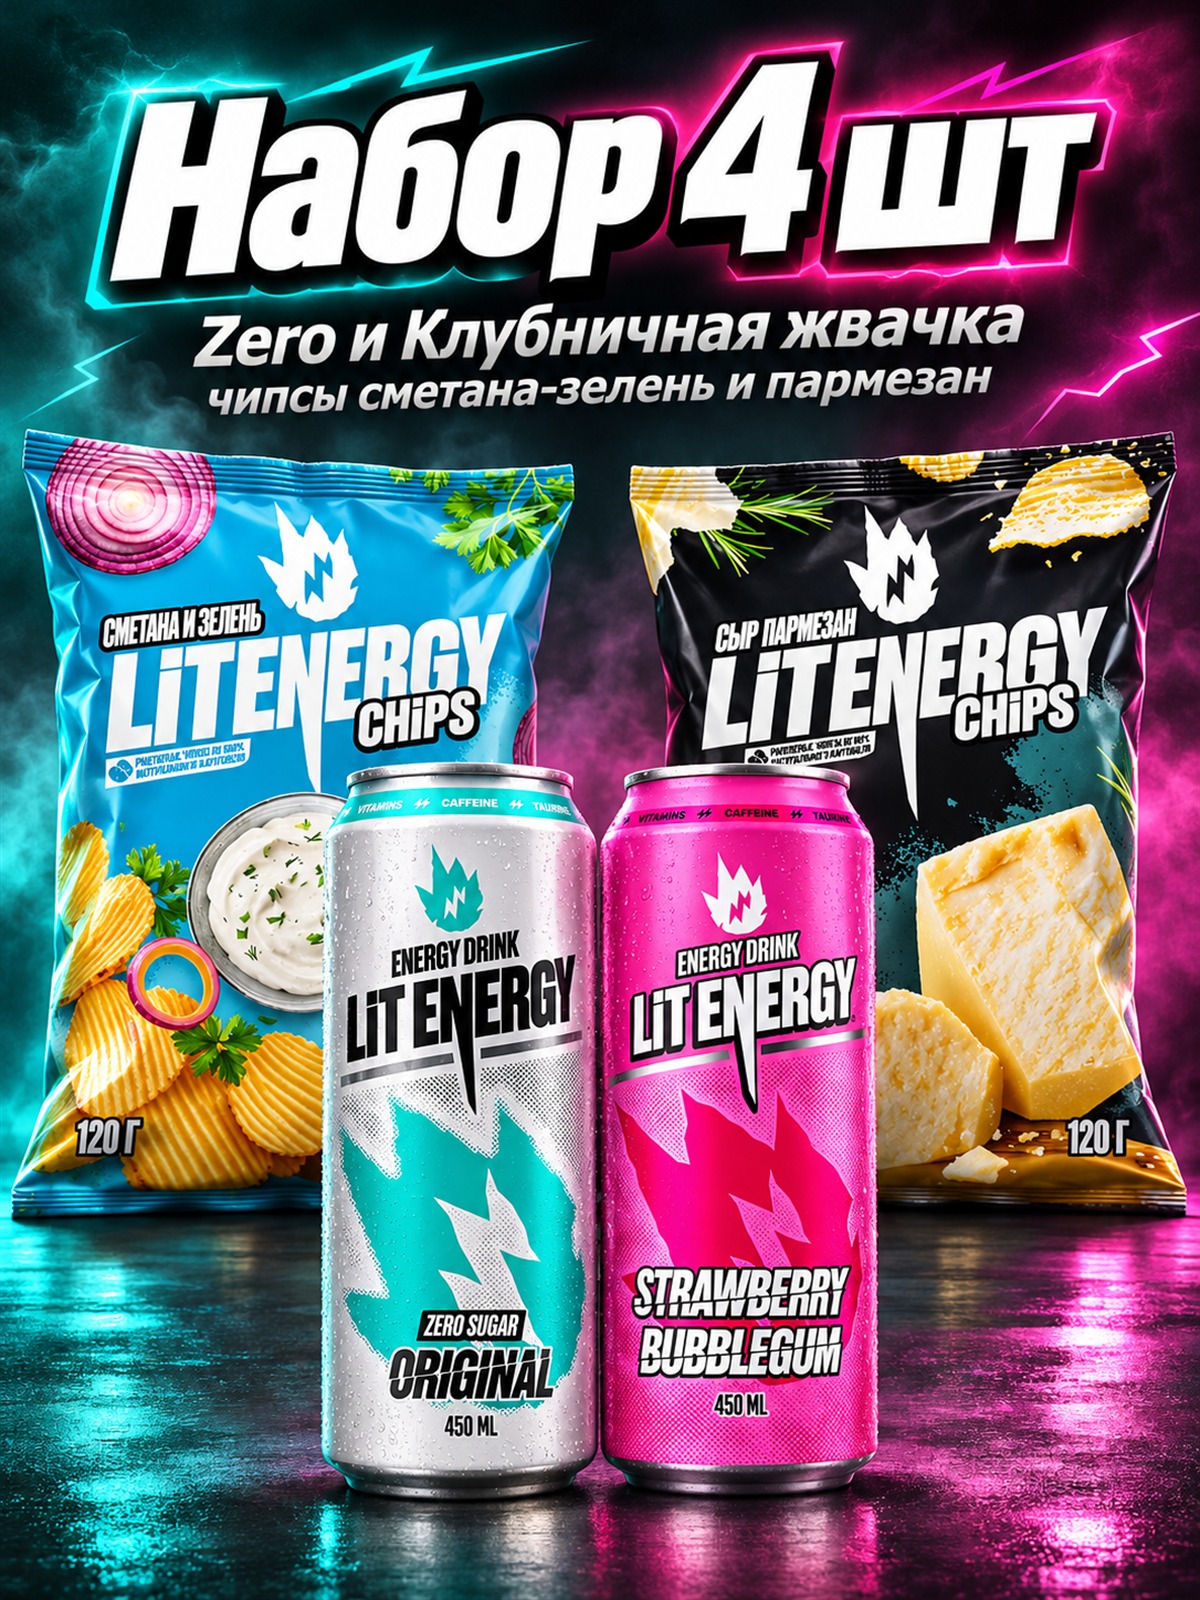 Набор 4 шт
Zero и Клубничная жвачка
чипсы сметана-зелень и пармезан
СМЕТАНА И ЗЕЛЕНЬ
LiTENERGY
CHiPS
120 Г
СЫР ПАРМЕЗАН
LiTENERGY
CHiPS
120 Г
VITAMINS CAFFEINE TAURINE
ENERGY DRINK
LiT ENERGY
ZERO SUGAR
ORIGINAL
450 ML
VITAMINS CAFFEINE TAURINE
ENERGY DRINK
LiT ENERGY
STRAWBERRY
BUBBLEGUM
450 ML